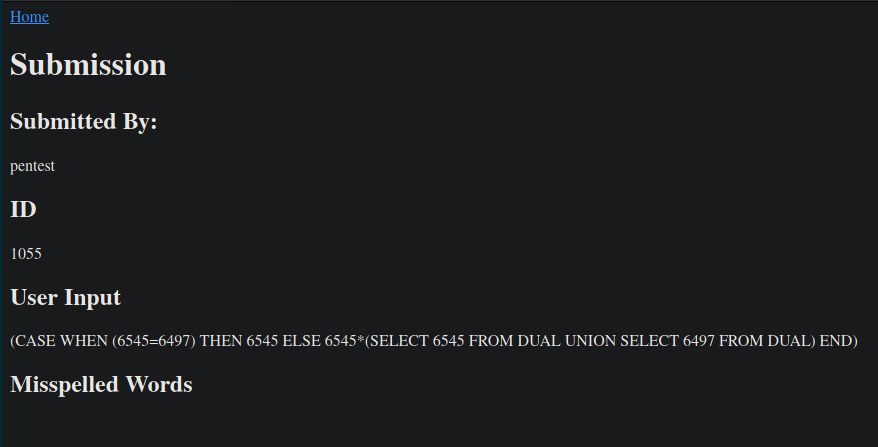 Home
Submission
Submitted By:
pentest
ID
1055
User Input
(CASE WHEN (6545=6497) THEN 6545 ELSE 6545*(SELECT 6545 FROM DUAL UNION SELECT 6497 FROM DUAL) END)
Misspelled Words